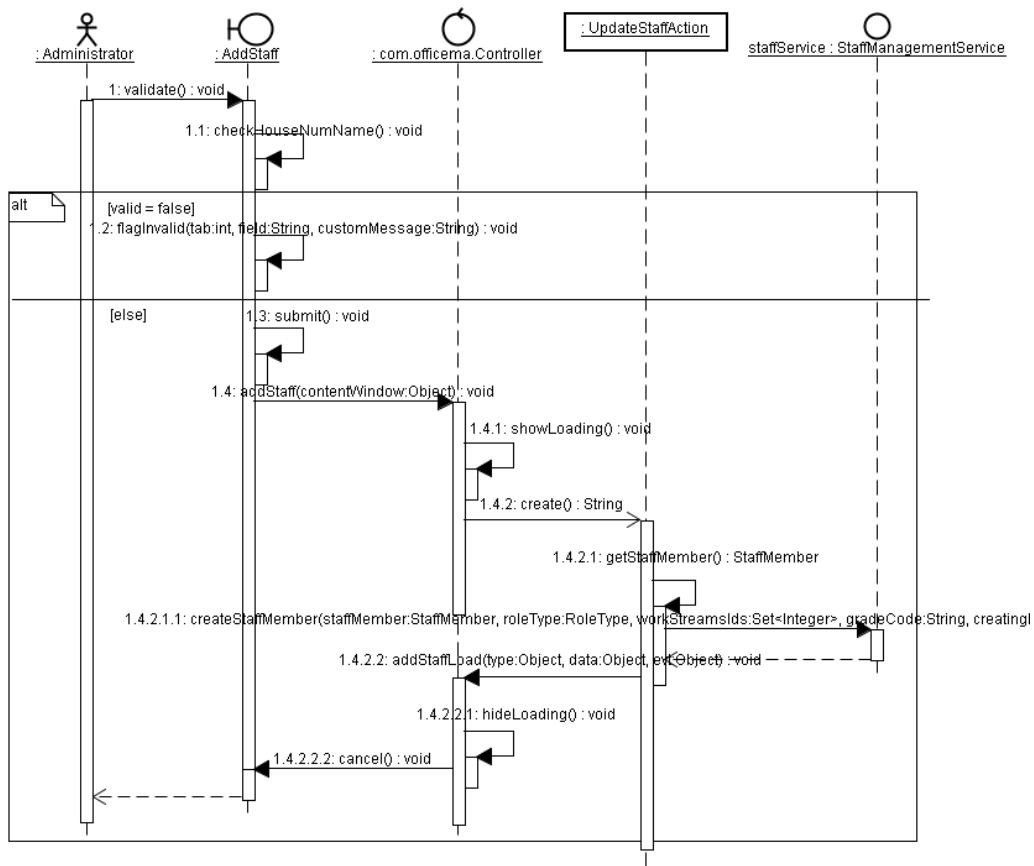 : Administrator
: AddStaff
: com.officema.Controller
: UpdateStaffAction
staffService : StaffManagementService
1: validate() : void
1.1: checkHouseNumName() : void
alt
[valid = false]
1.2: flagInvalid(tab:int, field:String, customMessage:String) : void
[else]
1.3: submit() : void
1.4: addStaff(contentWindow:Object) : void
1.4.1: showLoading() : void
1.4.2: create() : String
1.4.2.1: getStaffMember() : StaffMember
1.4.2.1.1: createStaffMember(staffMember:StaffMember, roleType:RoleType, workStreamsIds:Set<Integer>, gradeCode:String, creating
1.4.2.2: addStaffLoad(type:Object, data:Object, evt:Object) : void
1.4.2.2.1: hideLoading() : void
1.4.2.2.2: cancel() : void